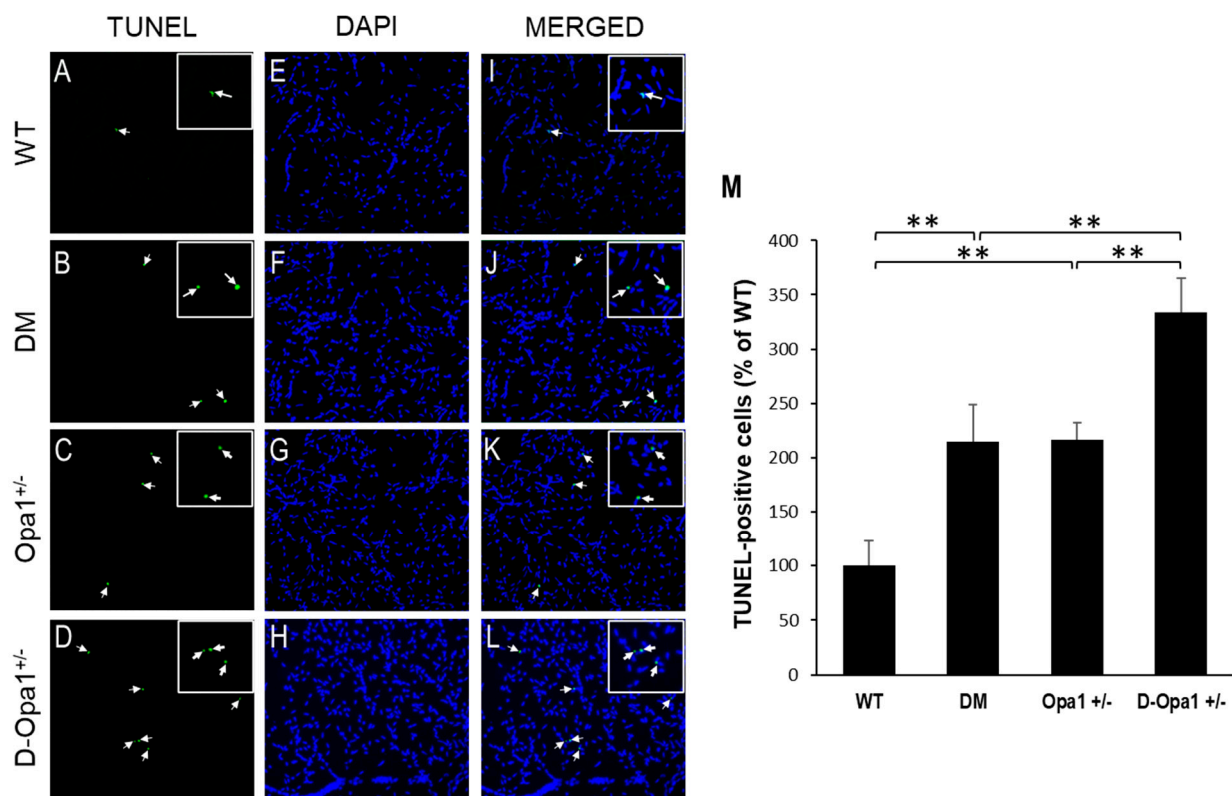 TUNEL DAPI MERGED
WT
A E I
DM
B F J
Opa1+/-
C G K
D-Opa1+/-
D H L
M
** **
** **
TUNEL-positive cells (% of WT)
400
350
300
250
200
150
100
50
0
WT DM Opa1 +/- D-Opa1 +/-